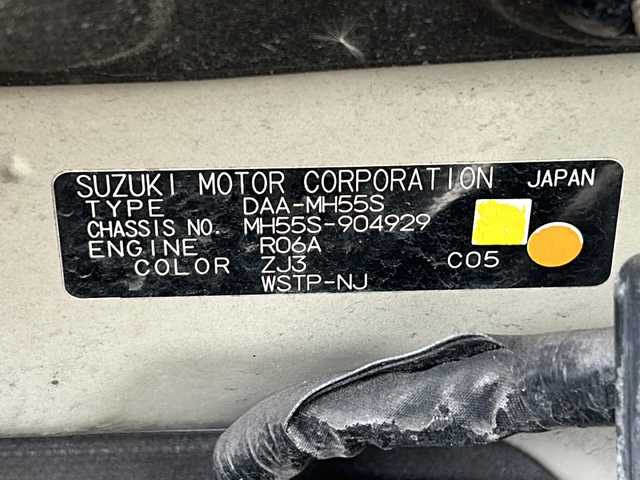 SUZUKI MOTOR CORPORATION JAPAN
TYPE DAA-MH55S
CHASSIS NO. MH55S-904929
ENGINE R06A
COLOR ZJ3 C05
WSTP-NJ